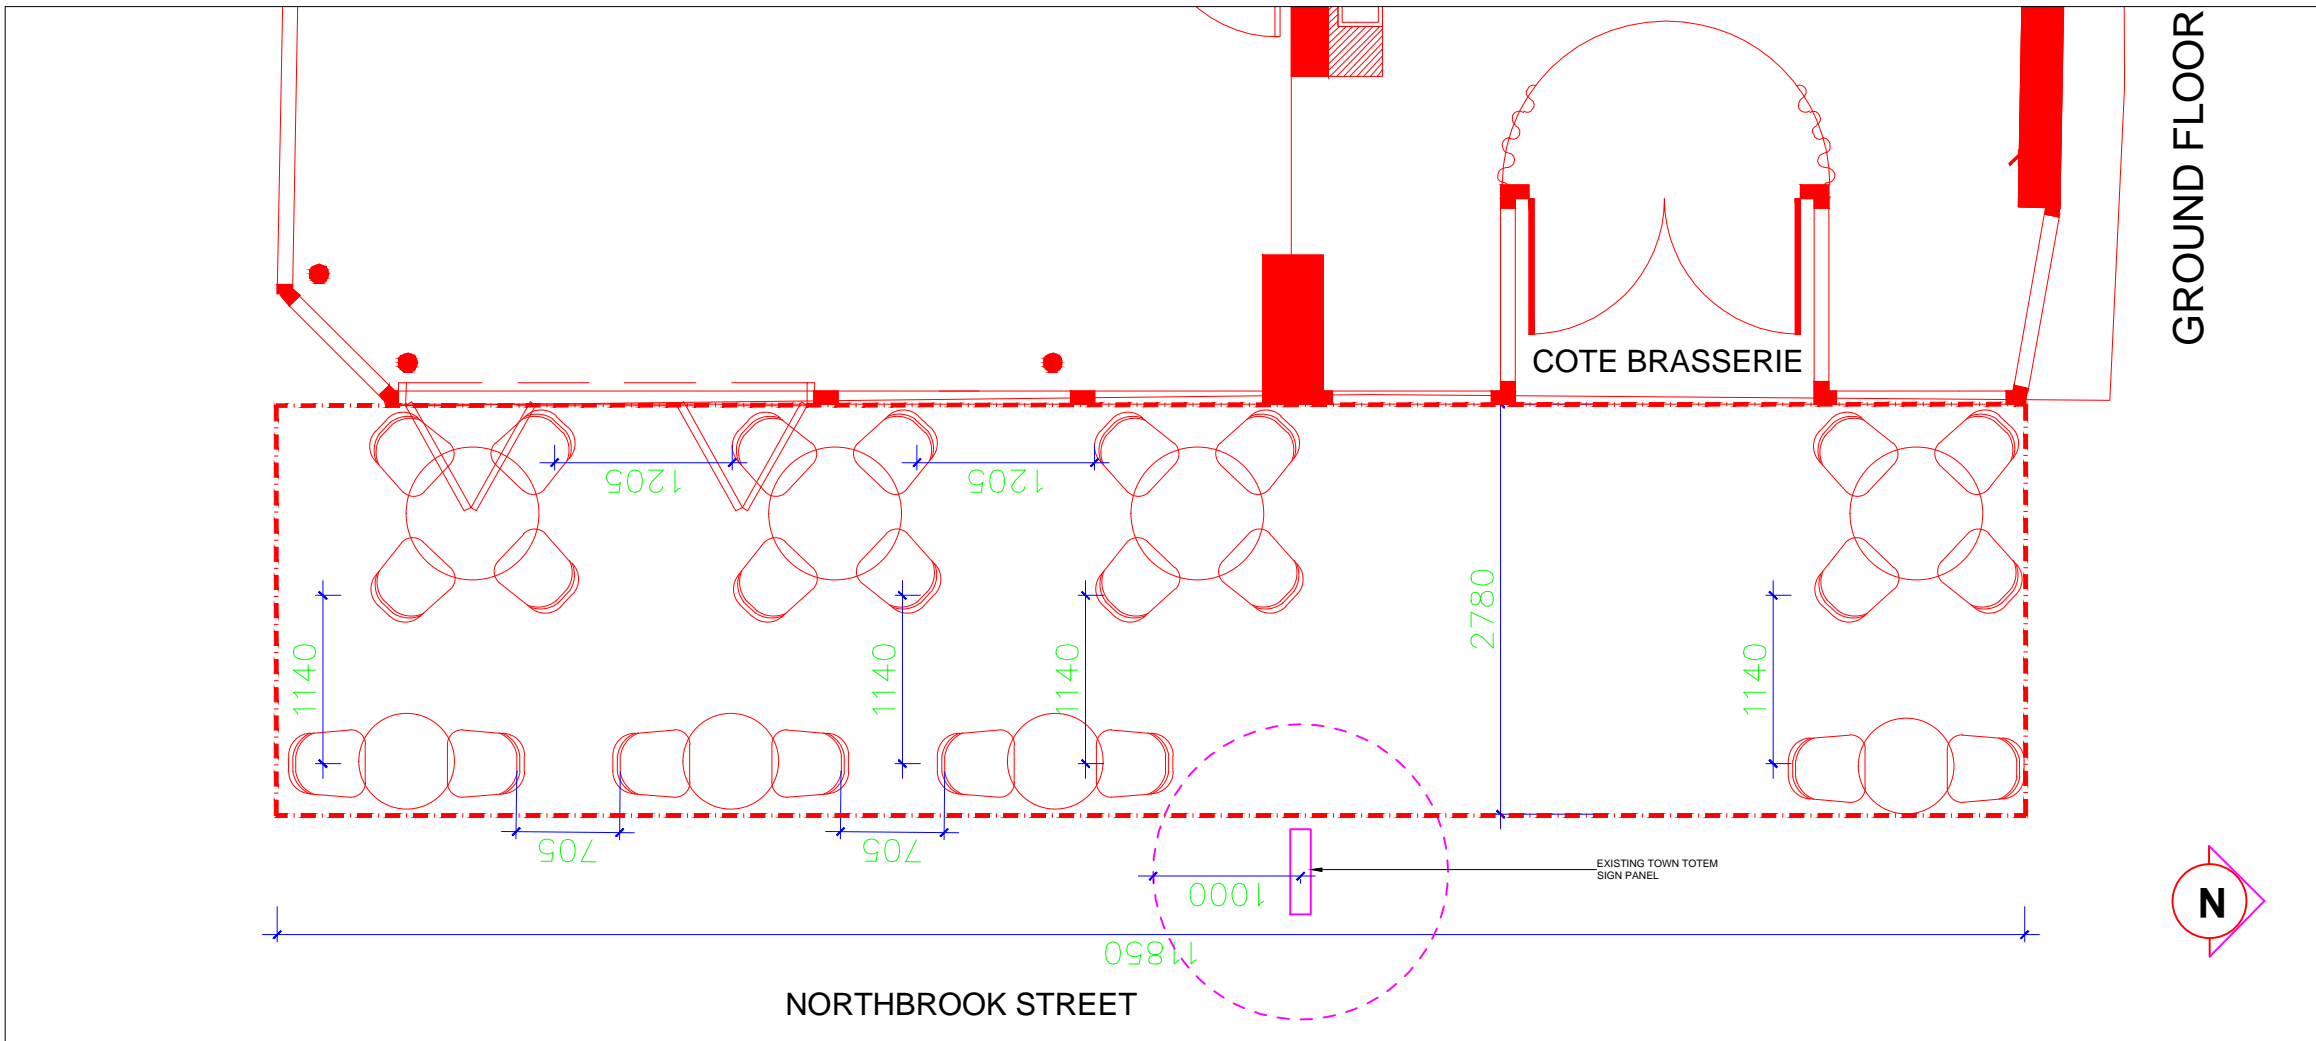 GROUND FLOOR
COTE BRASSERIE
1205
1205
2780
1140
1140
1140
1140
705
705
EXISTING TOWN TOTEM
SIGN PANEL
1000
N
11850
NORTHBROOK STREET